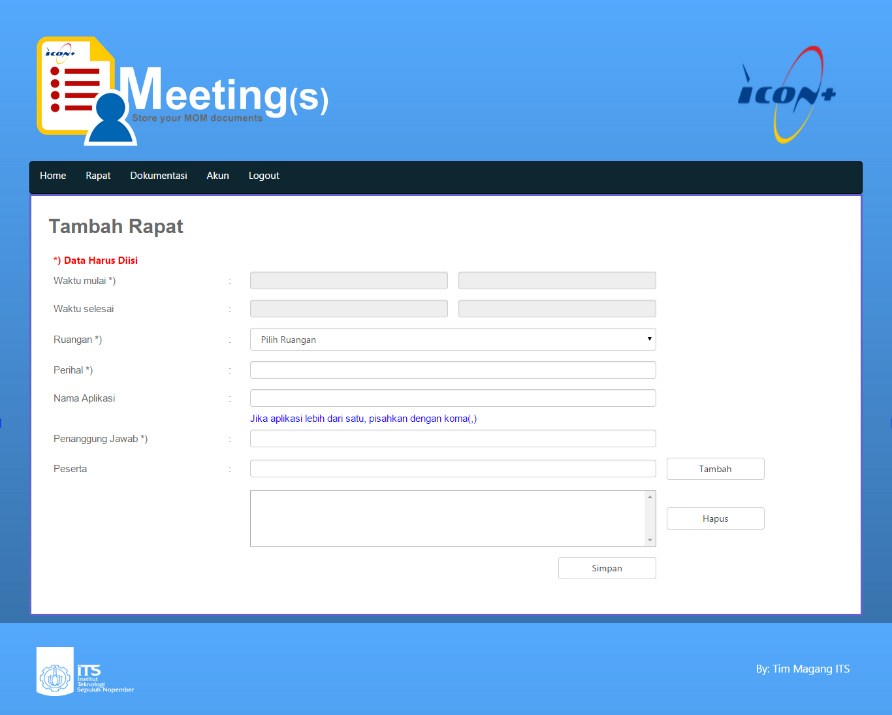 icon+
Meeting(s)
Store your MOM documents
icon+
Home Rapat Dokumentasi Akun Logout
Tambah Rapat
*) Data Harus Diisi
Waktu mulai *) :
Waktu selesai :
Ruangan *) : Pilih Ruangan
Perihal *) :
Nama Aplikasi :
Jika aplikasi lebih dari satu, pisahkan dengan koma(,)
Penanggung Jawab *) :
Peserta : Tambah
Hapus
Simpan
ITS
Institut
Teknologi
Sepuluh Nopember
By: Tim Magang ITS